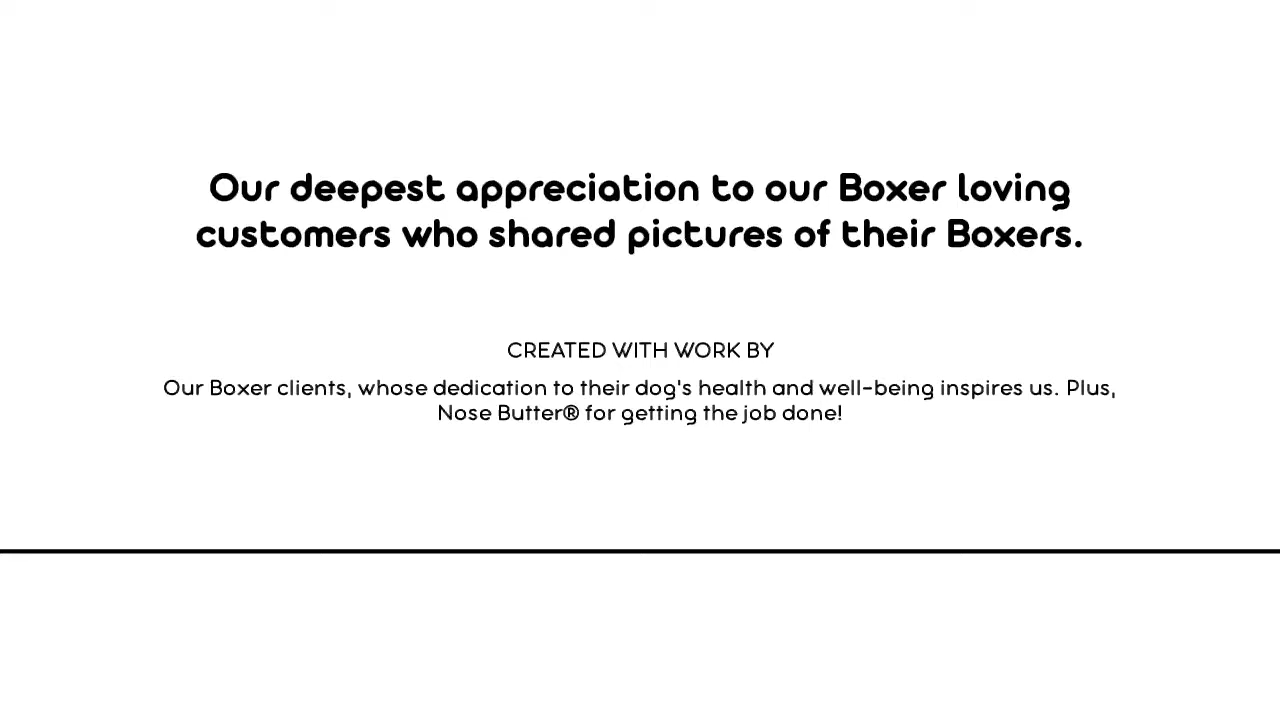 Our deepest appreciation to our Boxer loving
customers who shared pictures of their Boxers.
CREATED WITH WORK BY
Our Boxer clients, whose dedication to their dog's health and well-being inspires us. Plus,
Nose Butter® for getting the job done!